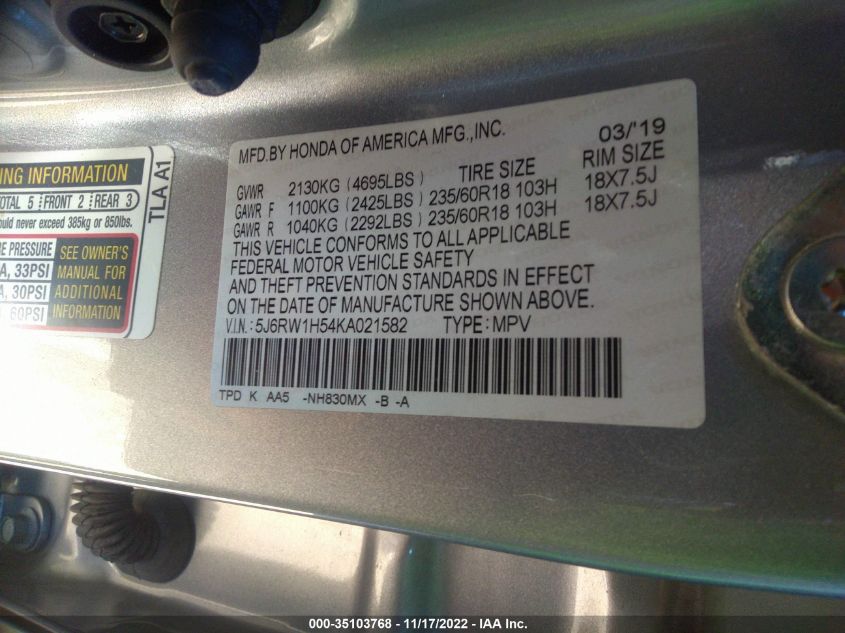 MFD.BY HONDA OF AMERICA MFG.,INC. 03/'19
TIRE SIZE RIM SIZE
GVWR 2130KG (4695LBS)
GAWR F 1100KG (2425LBS) 235/60R18 103H 18X7.5J
GAWR R 1040KG (2292LBS) 235/60R18 103H 18X7.5J
THIS VEHICLE CONFORMS TO ALL APPLICABLE
FEDERAL MOTOR VEHICLE SAFETY
AND THEFT PREVENTION STANDARDS IN EFFECT
ON THE DATE OF MANUFACTURE SHOWN ABOVE.
V.I.N.: 5J6RW1H54KA021582 TYPE: MPV
TPD K AA5 -NH830MX -B -A
INFORMATION
5 FRONT 2 REAR 3
never exceed 385kg or 850lbs.
PRESSURE
33PSI
30PSI
60PSI
SEE OWNER'S
MANUAL FOR
ADDITIONAL
INFORMATION
TLA A1
000-35103768 - 11/17/2022 - IAA Inc.